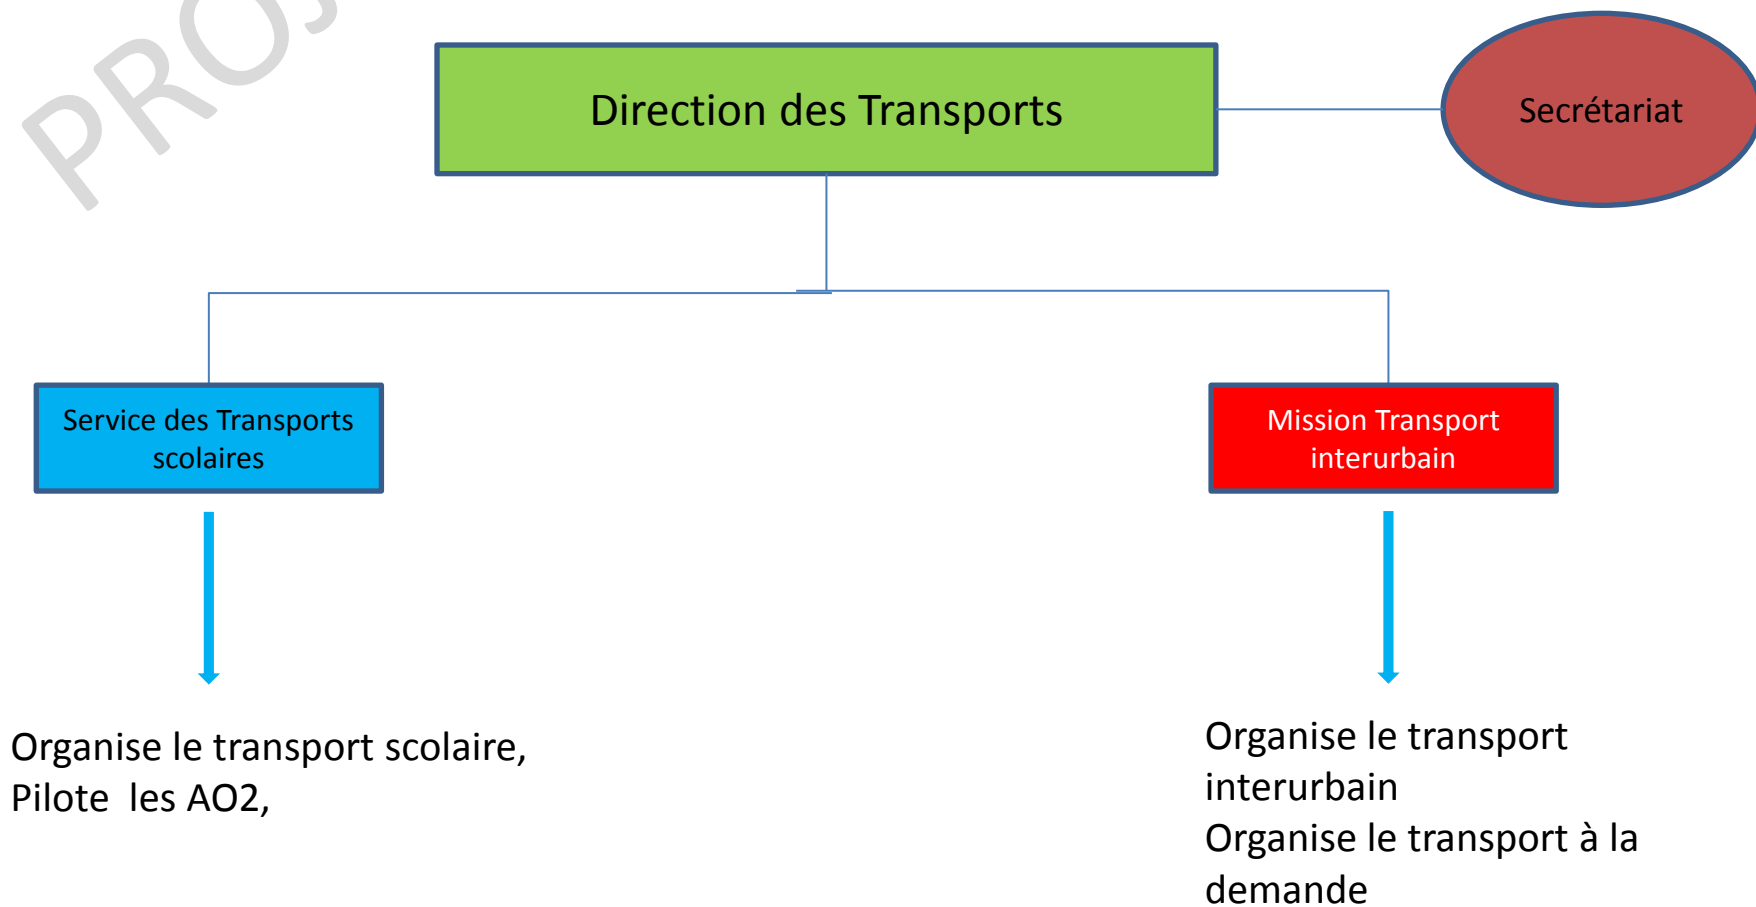 PROJ
Direction des Transports
Secrétariat
Service des Transports
scolaires
Mission Transport
interurbain
Organise le transport scolaire,
Pilote  les AO2,
Organise le transport
interurbain
Organise le transport à la
demande